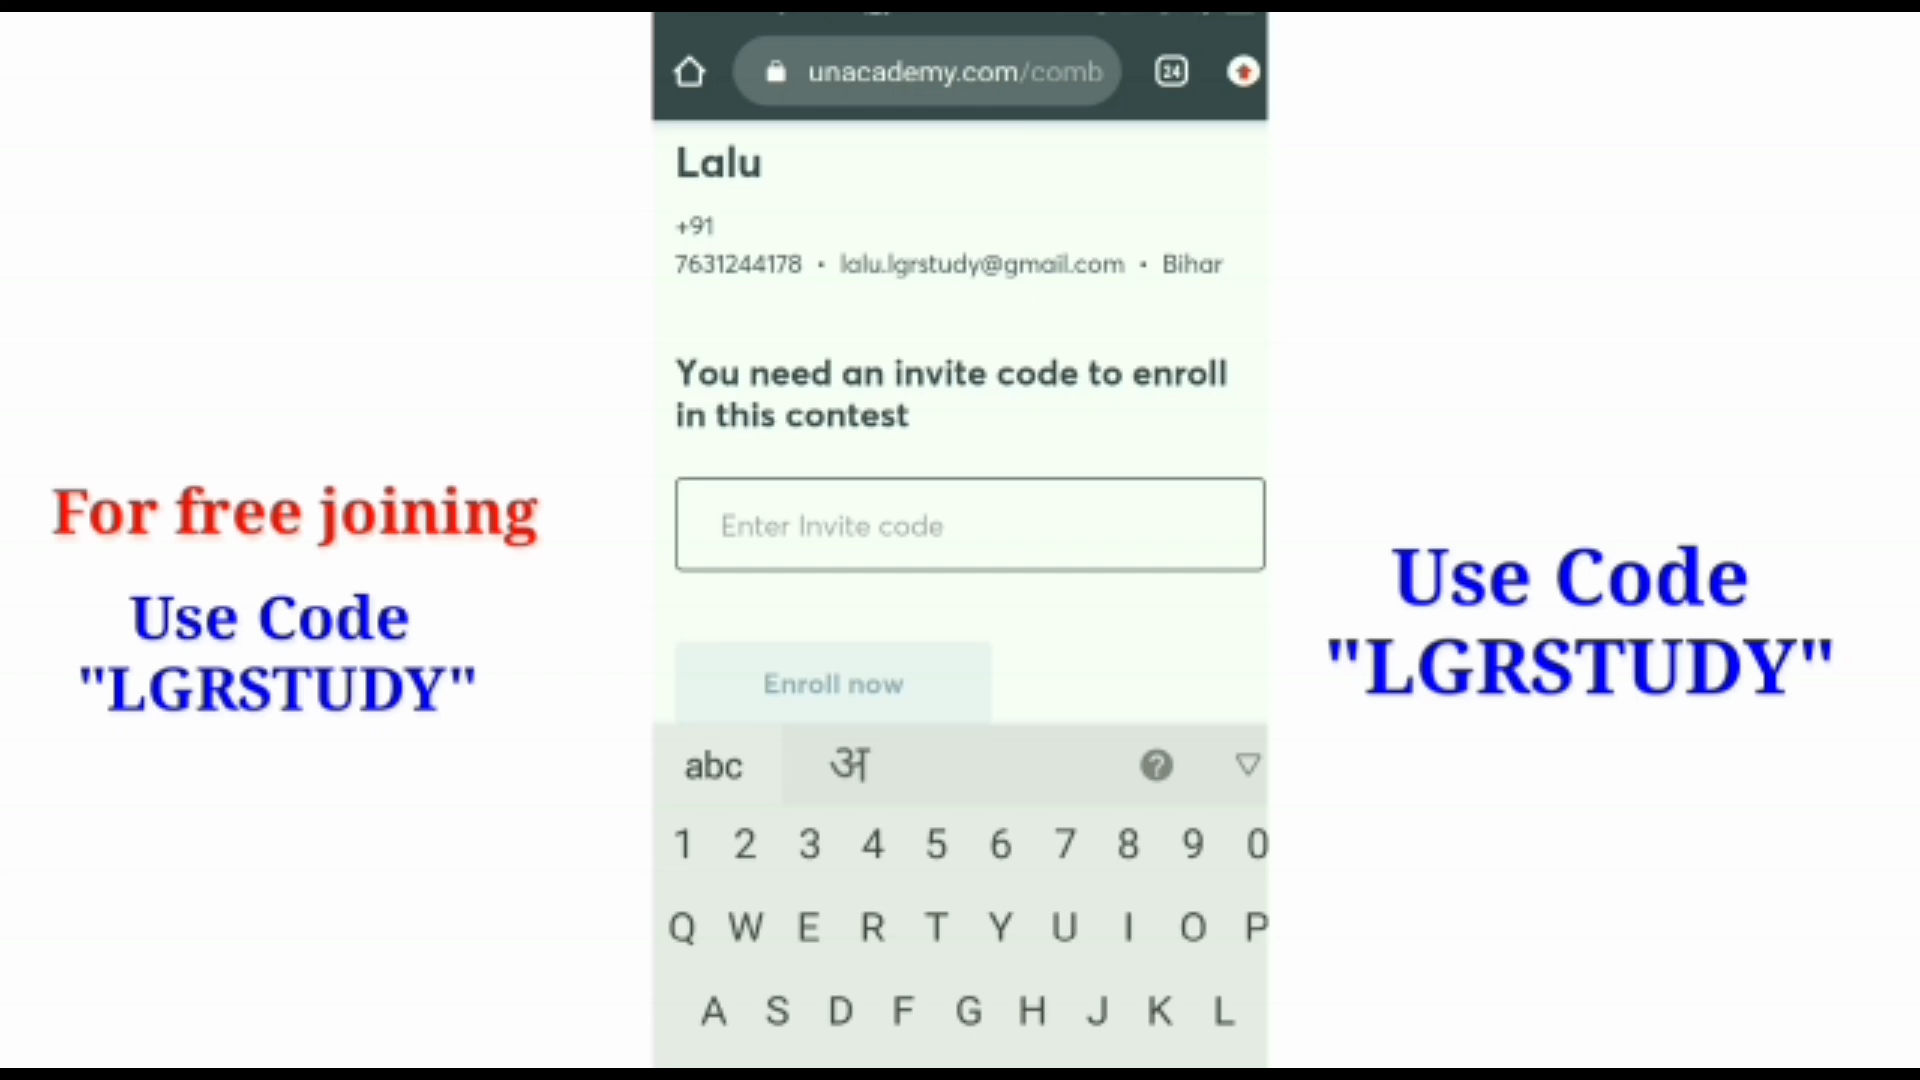 24
unacademy.com/comb
Lalu
+91
7631244178 • lalu.lgrstudy@gmail.com • Bihar
You need an invite code to enroll
in this contest
Enter Invite code
Enroll now
For free joining
Use Code
"LGRSTUDY"
Use Code
"LGRSTUDY"
abc अ ?
1 2 3 4 5 6 7 8 9 0
Q W E R T Y U I O P
A S D F G H J K L